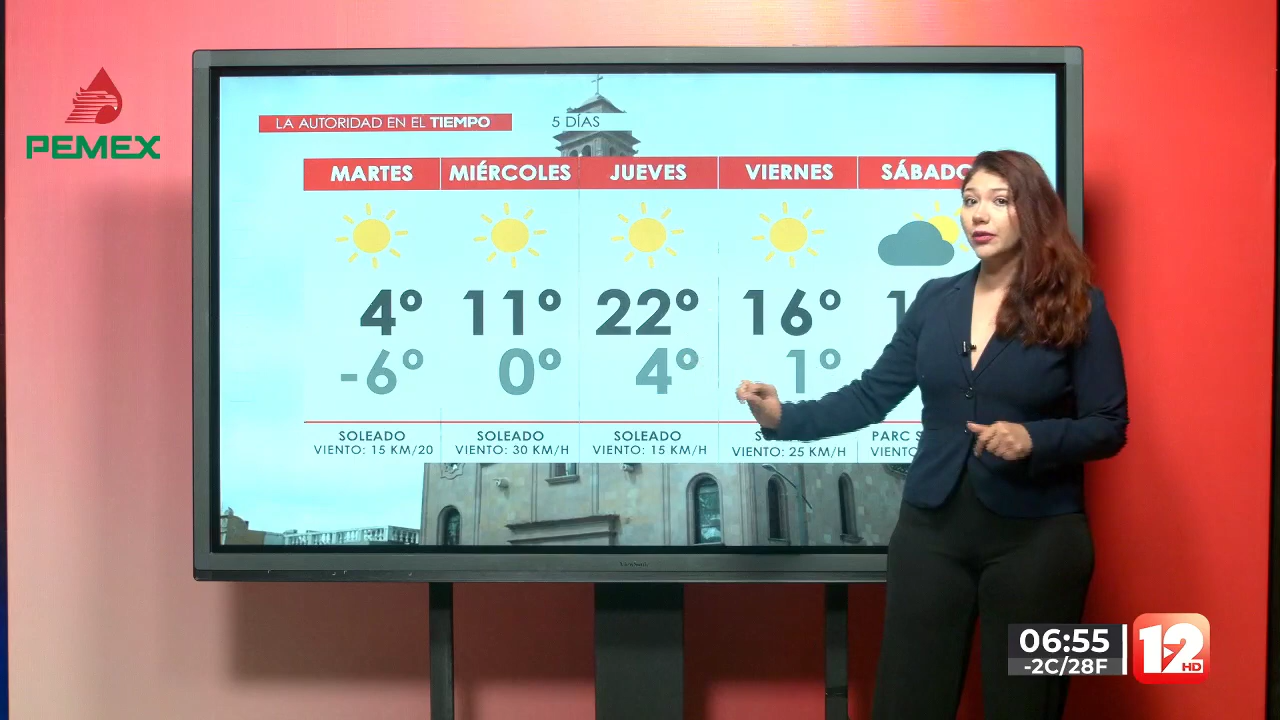 PEMEX
LA AUTORIDAD EN EL TIEMPO
5 DÍAS
MARTES MIÉRCOLES JUEVES VIERNES SÁBADO
4° 11° 22° 16°
-6° 0° 4° 1°
SOLEADO SOLEADO SOLEADO PARC
VIENTO: 15 KM/20 VIENTO: 30 KM/H VIENTO: 15 KM/H VIENTO: 25 KM/H
ViewSonic
06:55
-2C/28F
12
HD